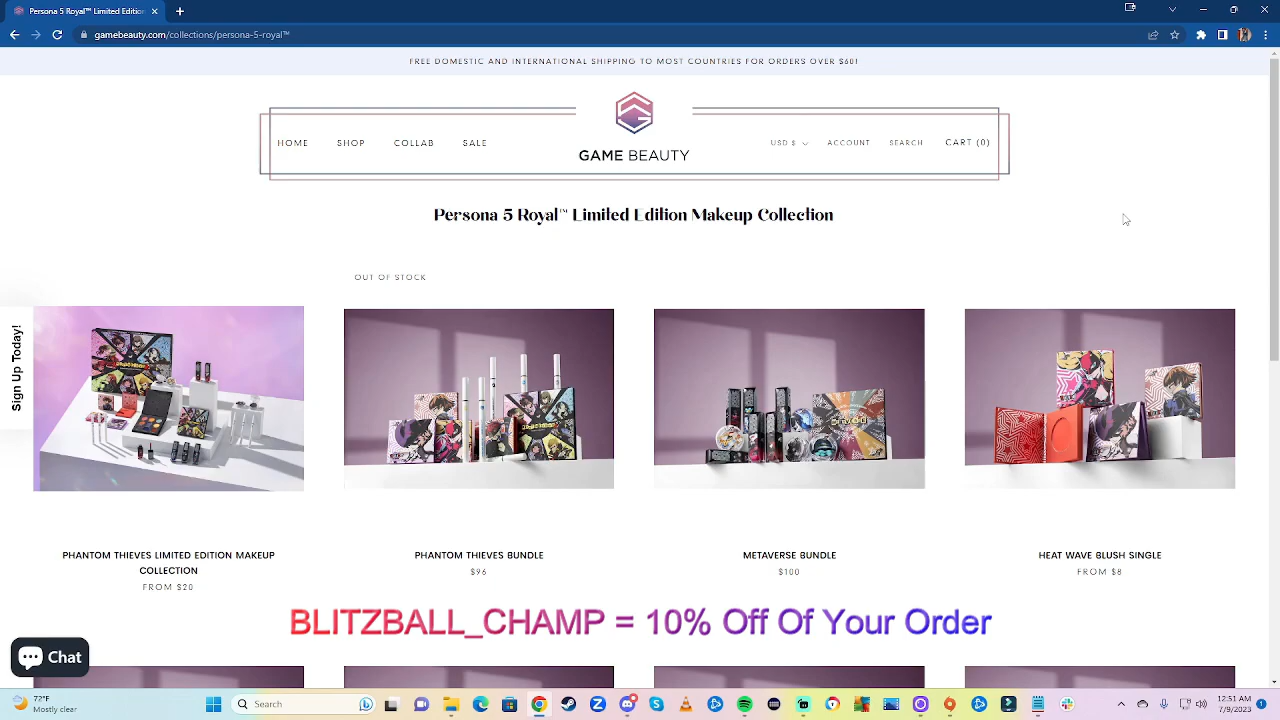 Persona 5 Royal™ Limited Edition
gamebeauty.com/collections/persona-5-royal™
FREE DOMESTIC AND INTERNATIONAL SHIPPING TO MOST COUNTRIES FOR ORDERS OVER $60!
HOME SHOP COLLAB SALE
GAME BEAUTY
USD $ ACCOUNT SEARCH CART (0)
Persona 5 Royal™ Limited Edition Makeup Collection
OUT OF STOCK
Sign Up Today!
PHANTOM THIEVES LIMITED EDITION MAKEUP
COLLECTION
FROM $20
PHANTOM THIEVES BUNDLE
$96
METAVERSE BUNDLE
$100
HEAT WAVE BLUSH SINGLE
FROM $8
BLITZBALL_CHAMP = 10% Off Of Your Order
Chat
72°F
Mostly clear
Search
12:51 AM
7/9/2023